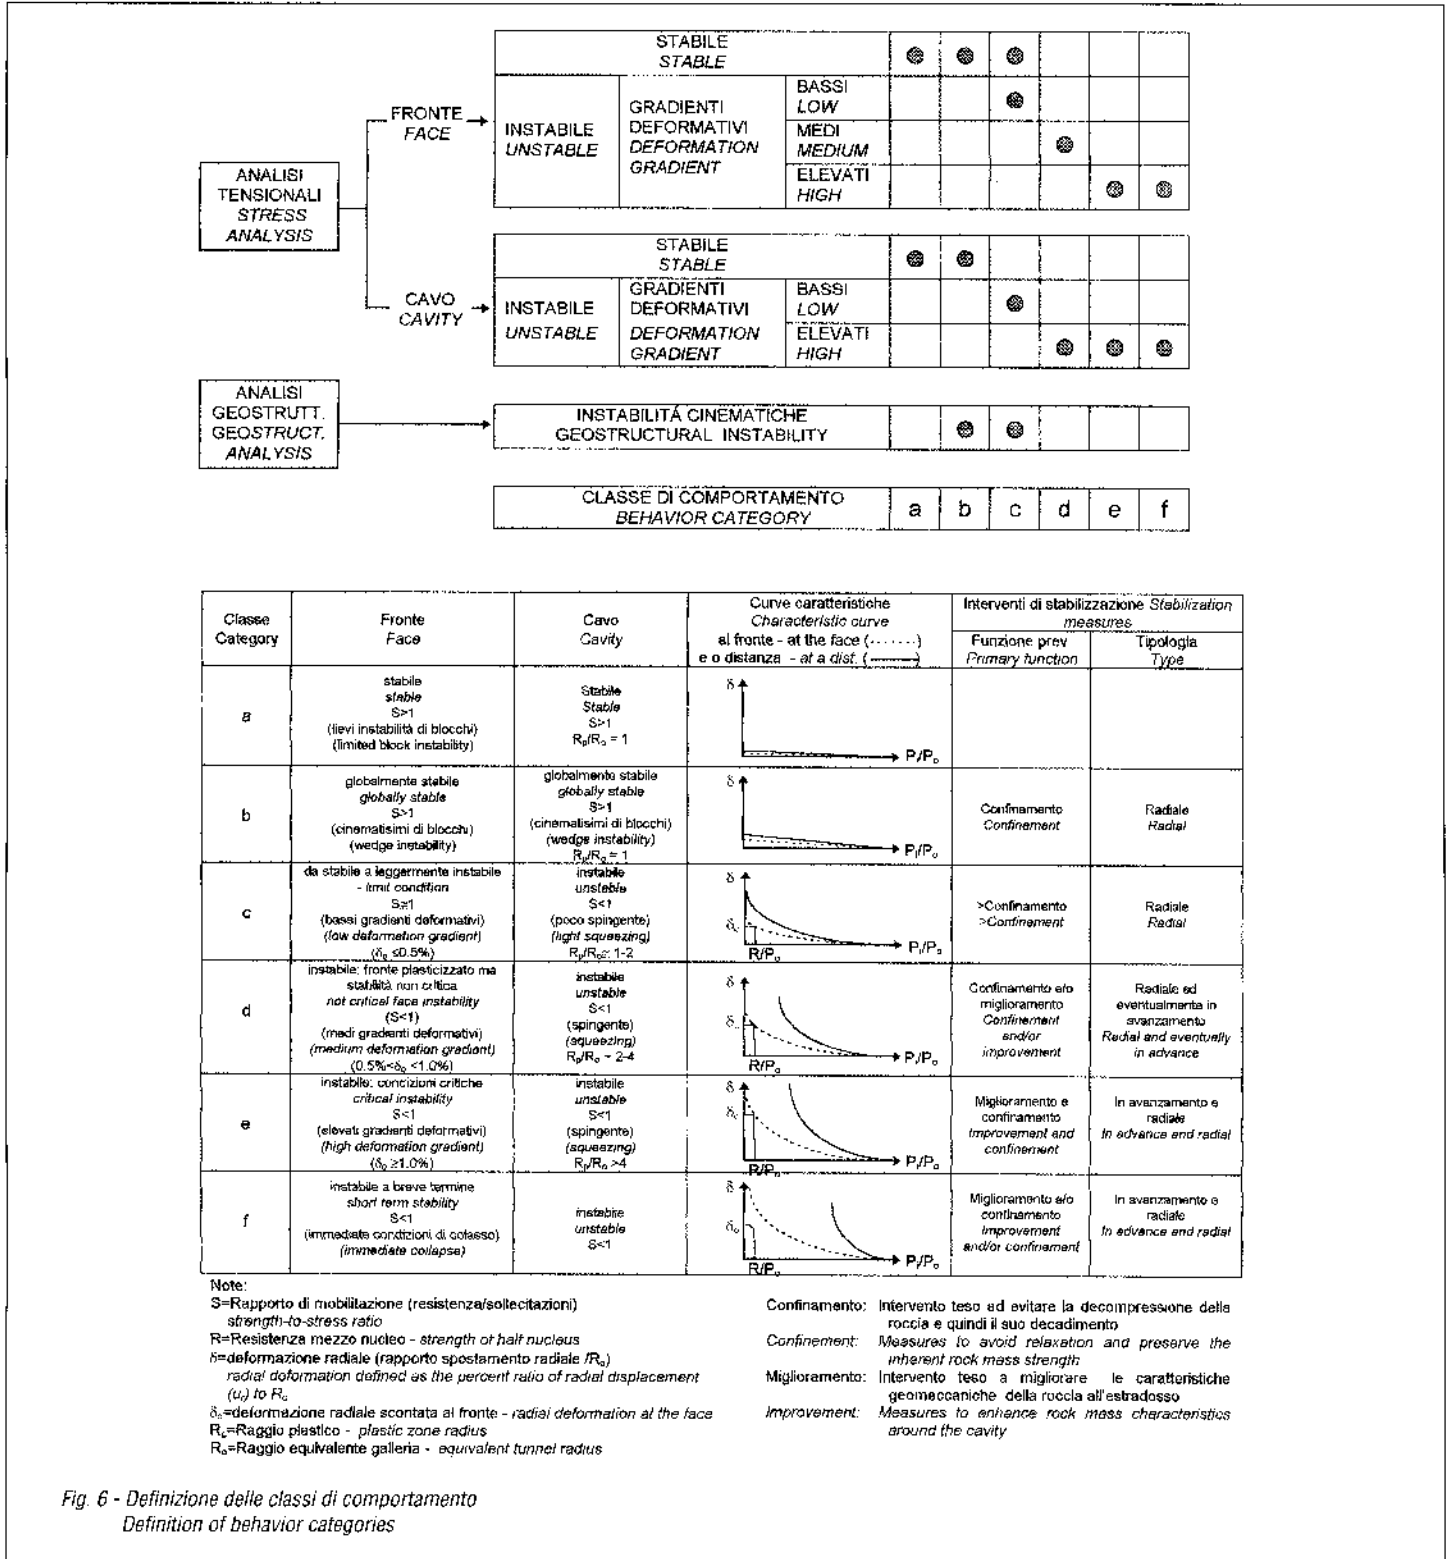 STABILE
STABLE
FRONTE
FACE
INSTABILE
UNSTABLE
GRADIENTI
DEFORMATIVI
DEFORMATION
GRADIENT
BASSI
LOW
MEDI
MEDIUM
ELEVATI
HIGH
ANALISI
TENSIONALI
STRESS
ANALYSIS
STABILE
STABLE
CAVO
CAVITY
INSTABILE
UNSTABLE
GRADIENTI
DEFORMATIVI
DEFORMATION
GRADIENT
BASSI
LOW
ELEVATI
HIGH
ANALISI
GEOSTRUTT.
GEOSTRUCT.
ANALYSIS
INSTABILITÁ CINEMATICHE
GEOSTRUCTURAL INSTABILITY
CLASSE DI COMPORTAMENTO
BEHAVIOR CATEGORY
a b c d e f
Classe
Category
Fronte
Face
Cavo
Cavity
Curve caratteristiche
Characteristic curve
al fronte - at the face (.......)
e o distanza - at a dist. (———)
Interventi di stabilizzazione Stabilization
measures
Funzione prev
Primary function
Tipologia
Type
a
stabile
stable
S>1
(lievi instabilità di blocchi)
(limited block instability)
Stabile
Stable
S>1
Rp/Ro = 1
δ
Pi/Po
b
globalmente stabile
globally stable
S>1
(cinematisimi di blocchi)
(wedge instability)
globalmente stabile
globally stable
S>1
(cinematisimi di blocchi)
(wedge instability)
Rp/Ro = 1
δ
Pi/Po
Confinamento
Confinement
Radiale
Radial
c
da stabile a leggermente instabile
- limit condition
S≅1
(bassi gradienti deformativi)
(low deformation gradient)
(δo ≤0.5%)
instabile
unstable
S<1
(poco spingente)
(light squeezing)
Rp/Ro≅ 1-2
δ
δo
R/Po
Pi/Po
>Confinamento
>Confinement
Radiale
Radial
d
instabile: fronte plasticizzato ma
stabilità non critica
not critical face instability
(S<1)
(medi gradienti deformativi)
(medium deformation gradient)
(0.5%<δo <1.0%)
instabile
unstable
S<1
(spingente)
(squeezing)
Rp/Ro ~ 2-4
δ
δo
R/Po
Pi/Po
Confinamento e/o
miglioramento
Confinement
and/or
improvement
Radiale ed
eventualmente in
avanzamento
Radial and eventually
in advance
e
instabile: condizioni critiche
critical instability
S<1
(elevati gradienti deformativi)
(high deformation gradient)
(δo ≥1.0%)
instabile
unstable
S<1
(spingente)
(squeezing)
Rp/Ro >4
δ
δo
R/Po
Pi/Po
Miglioramento e
confinamento
Improvement and
confinement
In avanzamento e
radiale
In advance and radial
f
instabile a breve termine
short term stability
S<1
(immediate condizioni di colasso)
(immediate collapse)
instabile
unstable
S<1
δ
δo
R/Po
Pi/Po
Miglioramento e/o
confinamento
Improvement
and/or confinement
In avanzamento e
radiale
In advance and radial
Note:
S=Rapporto di mobilitazione (resistenza/sollecitazioni)
strength-to-stress ratio
R=Resistenza mezzo nucleo - strength of half nucleus
δ=deformazione radiale (rapporto spostamento radiale /Ro)
radial deformation defined as the percent ratio of radial displacement
(ur) to Ro
δo=deformazione radiale scontata al fronte - radial deformation at the face
Rp=Raggio plastico - plastic zone radius
Ro=Raggio equivalente galleria - equivalent tunnel radius
Confinamento: Intervento teso ad evitare la decompressione della
roccia e quindi il suo decadimento
Confinement: Measures to avoid relaxation and preserve the
inherent rock mass strength
Miglioramento: Intervento teso a migliorare le caratteristiche
geomeccaniche della roccia all'estradosso
Improvement: Measures to enhance rock mass characteristics
around the cavity
Fig. 6 - Definizione delle classi di comportamento
Definition of behavior categories